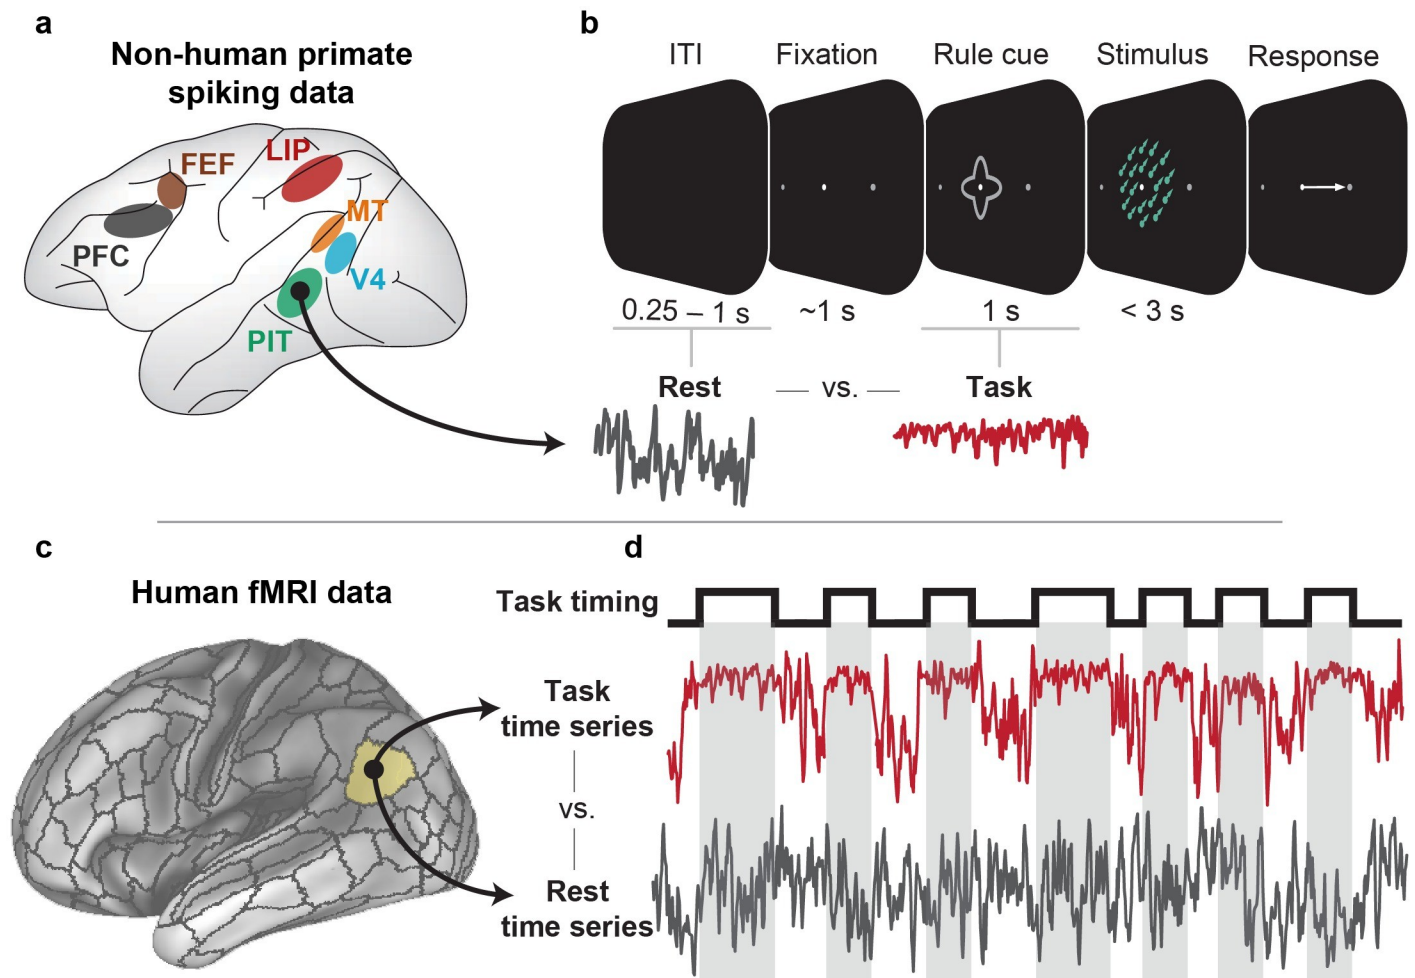 a
Non-human primate
spiking data
FEF
LIP
MT
PFC
V4
PIT
b
ITI
Fixation
Rule cue
Stimulus
Response
0.25 – 1 s
~1 s
1 s
< 3 s
Rest
vs.
Task
c
Human fMRI data
d
Task timing
Task
time series
vs.
Rest
time series